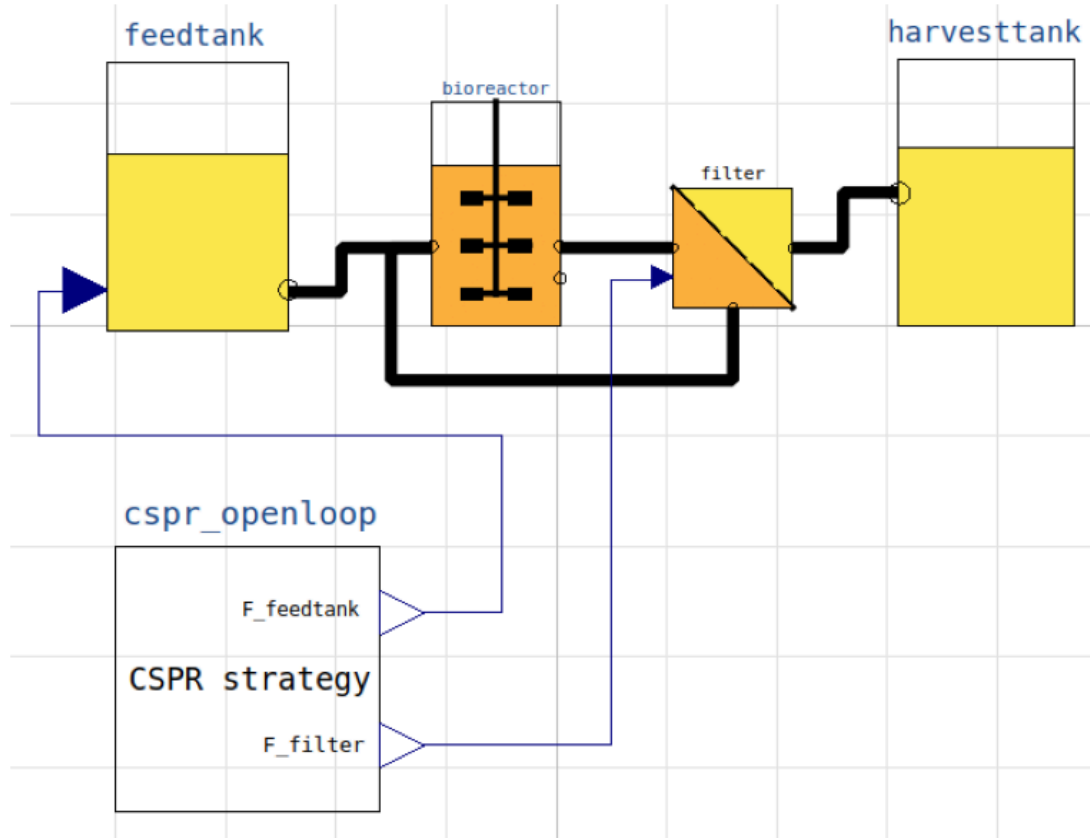 feedtank
harvesttank
bioreactor
filter
cspr_openloop
F_feedtank
CSPR strategy
F_filter